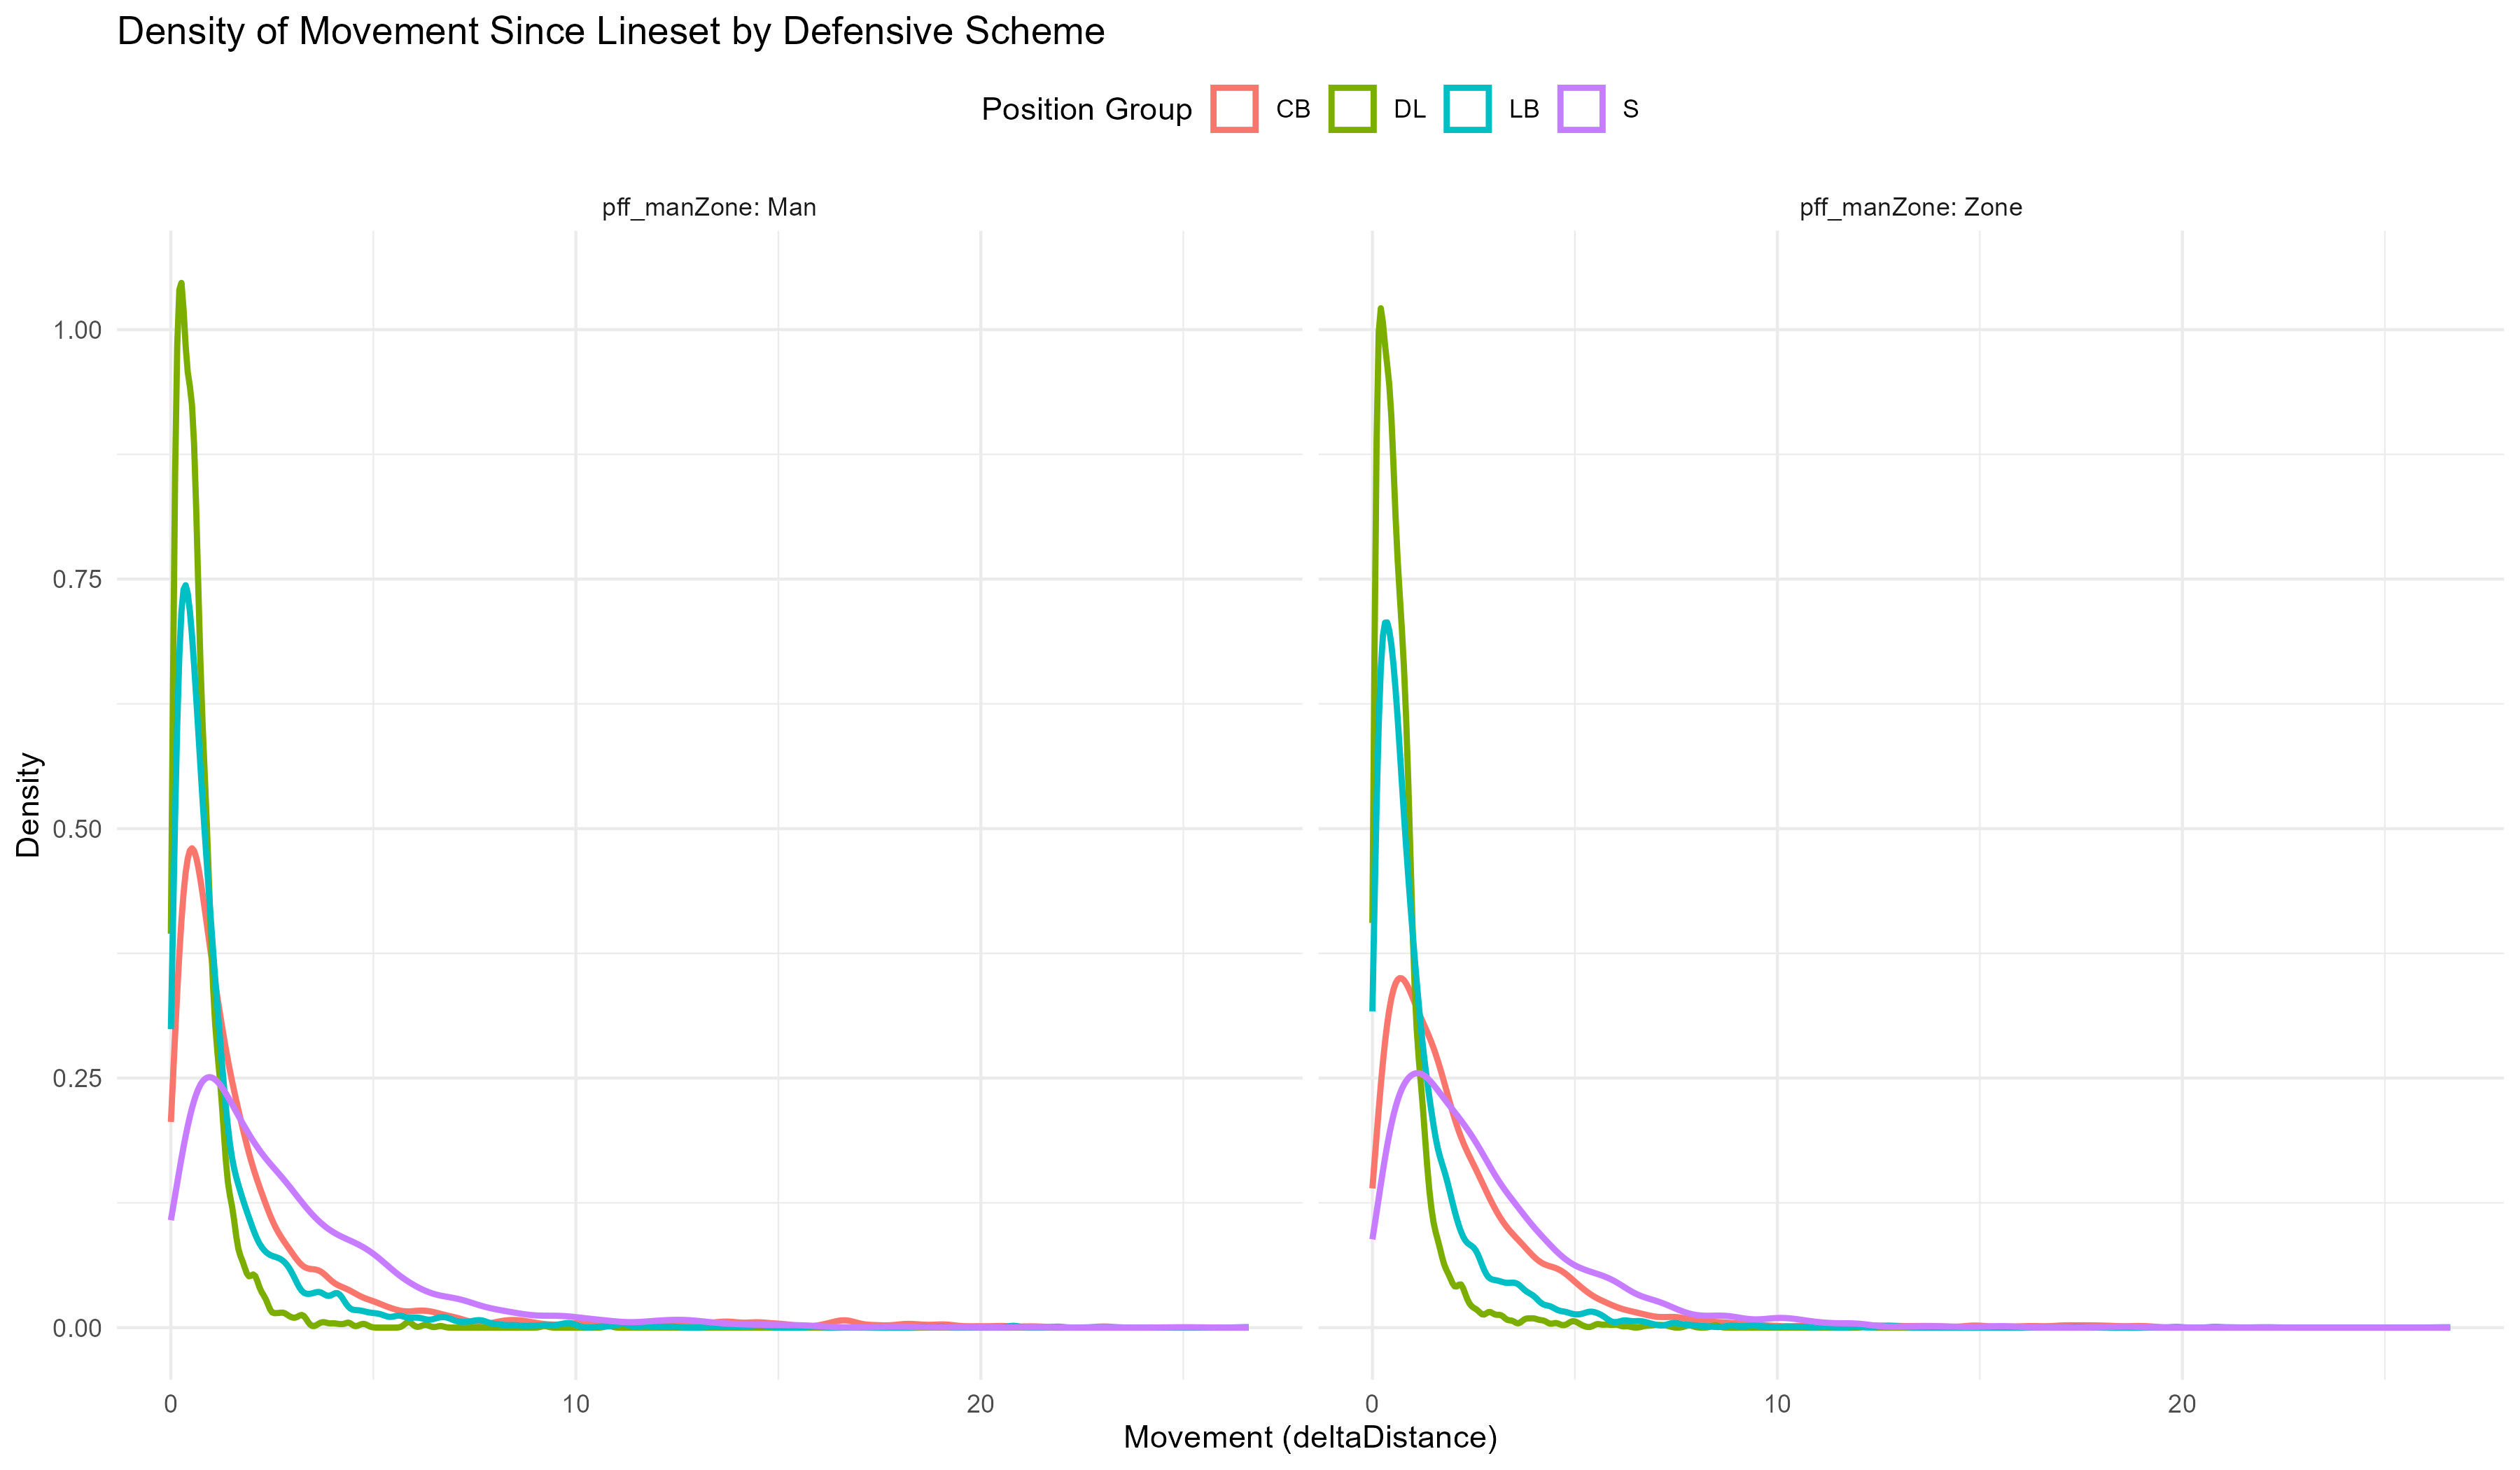 Density of Movement Since Lineset by Defensive Scheme
Position Group CB DL LB S
pff_manZone: Man pff_manZone: Zone
1.00
0.75
0.50
0.25
0.00
Density
0 10 20 0 10 20
Movement (deltaDistance)